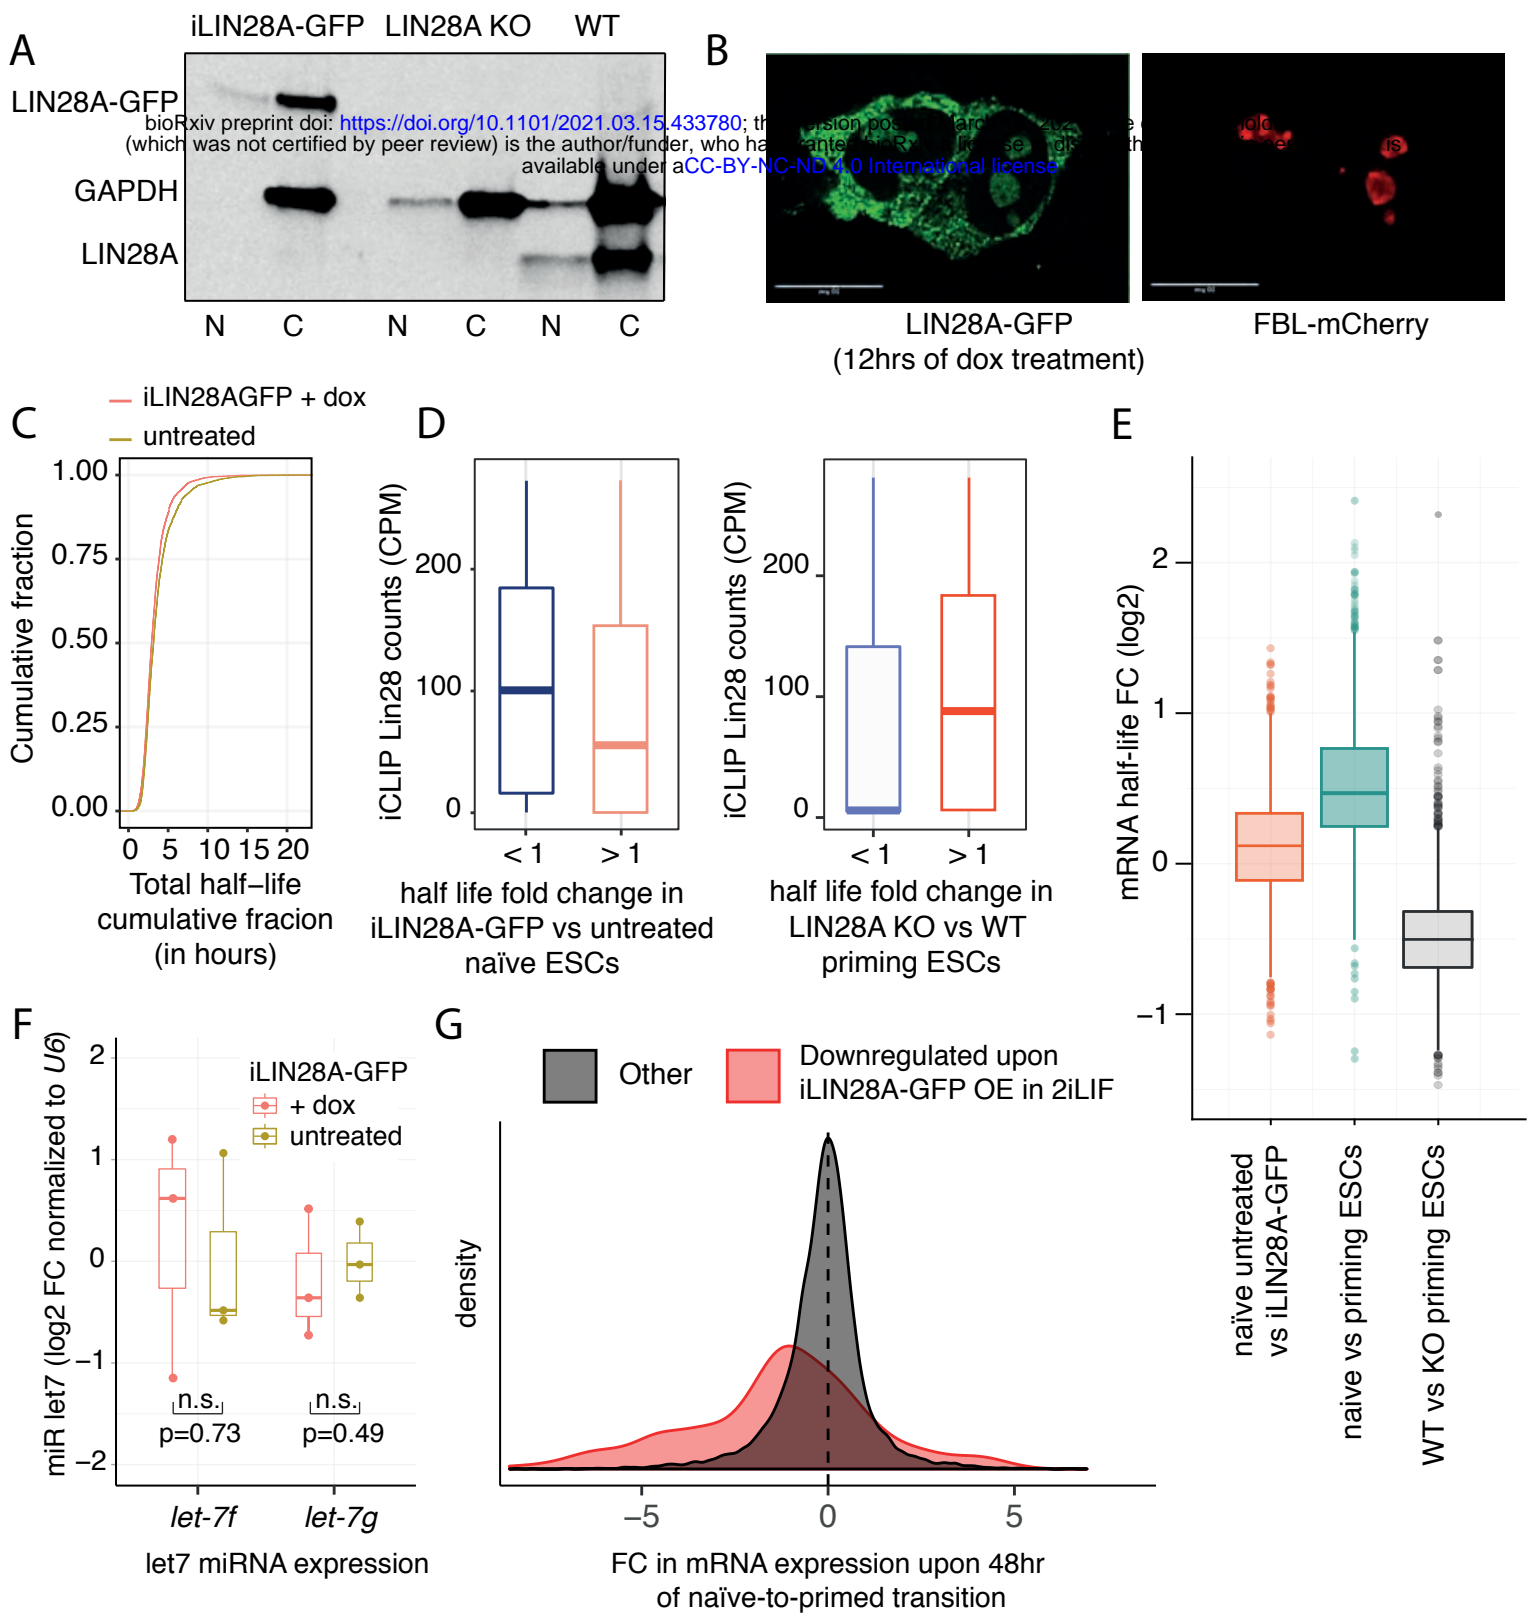 A
iLIN28A-GFP LIN28A KO WT
LIN28A-GFP
GAPDH
LIN28A
N C N C N C
B
LIN28A-GFP
(12hrs of dox treatment)
FBL-mCherry
bioRxiv preprint doi: https://doi.org/10.1101/2021.03.15.433780;
(which was not certified by peer review) is the author/funder, who
available under aCC-BY-NC-ND 4.0 International license
C
iLIN28AGFP + dox
untreated
Cumulative fraction
1.00
0.75
0.50
0.25
0.00
0 5 10 15 20
Total half–life
cumulative fracion
(in hours)
D
iCLIP Lin28 counts (CPM)
200
100
0
< 1 > 1
half life fold change in
iLIN28A-GFP vs untreated
naïve ESCs
iCLIP Lin28 counts (CPM)
200
100
0
< 1 > 1
half life fold change in
LIN28A KO vs WT
priming ESCs
E
mRNA half-life FC (log2)
2
1
0
−1
naïve untreated
vs iLIN28A-GFP
naive vs priming ESCs
WT vs KO priming ESCs
F
miR let7 (log2 FC normalized to U6)
2
1
0
−1
−2
iLIN28A-GFP
+ dox
untreated
n.s.
p=0.73
n.s.
p=0.49
let-7f let-7g
let7 miRNA expression
G
Other
Downregulated upon
iLIN28A-GFP OE in 2iLIF
density
−5 0 5
FC in mRNA expression upon 48hr
of naïve-to-primed transition